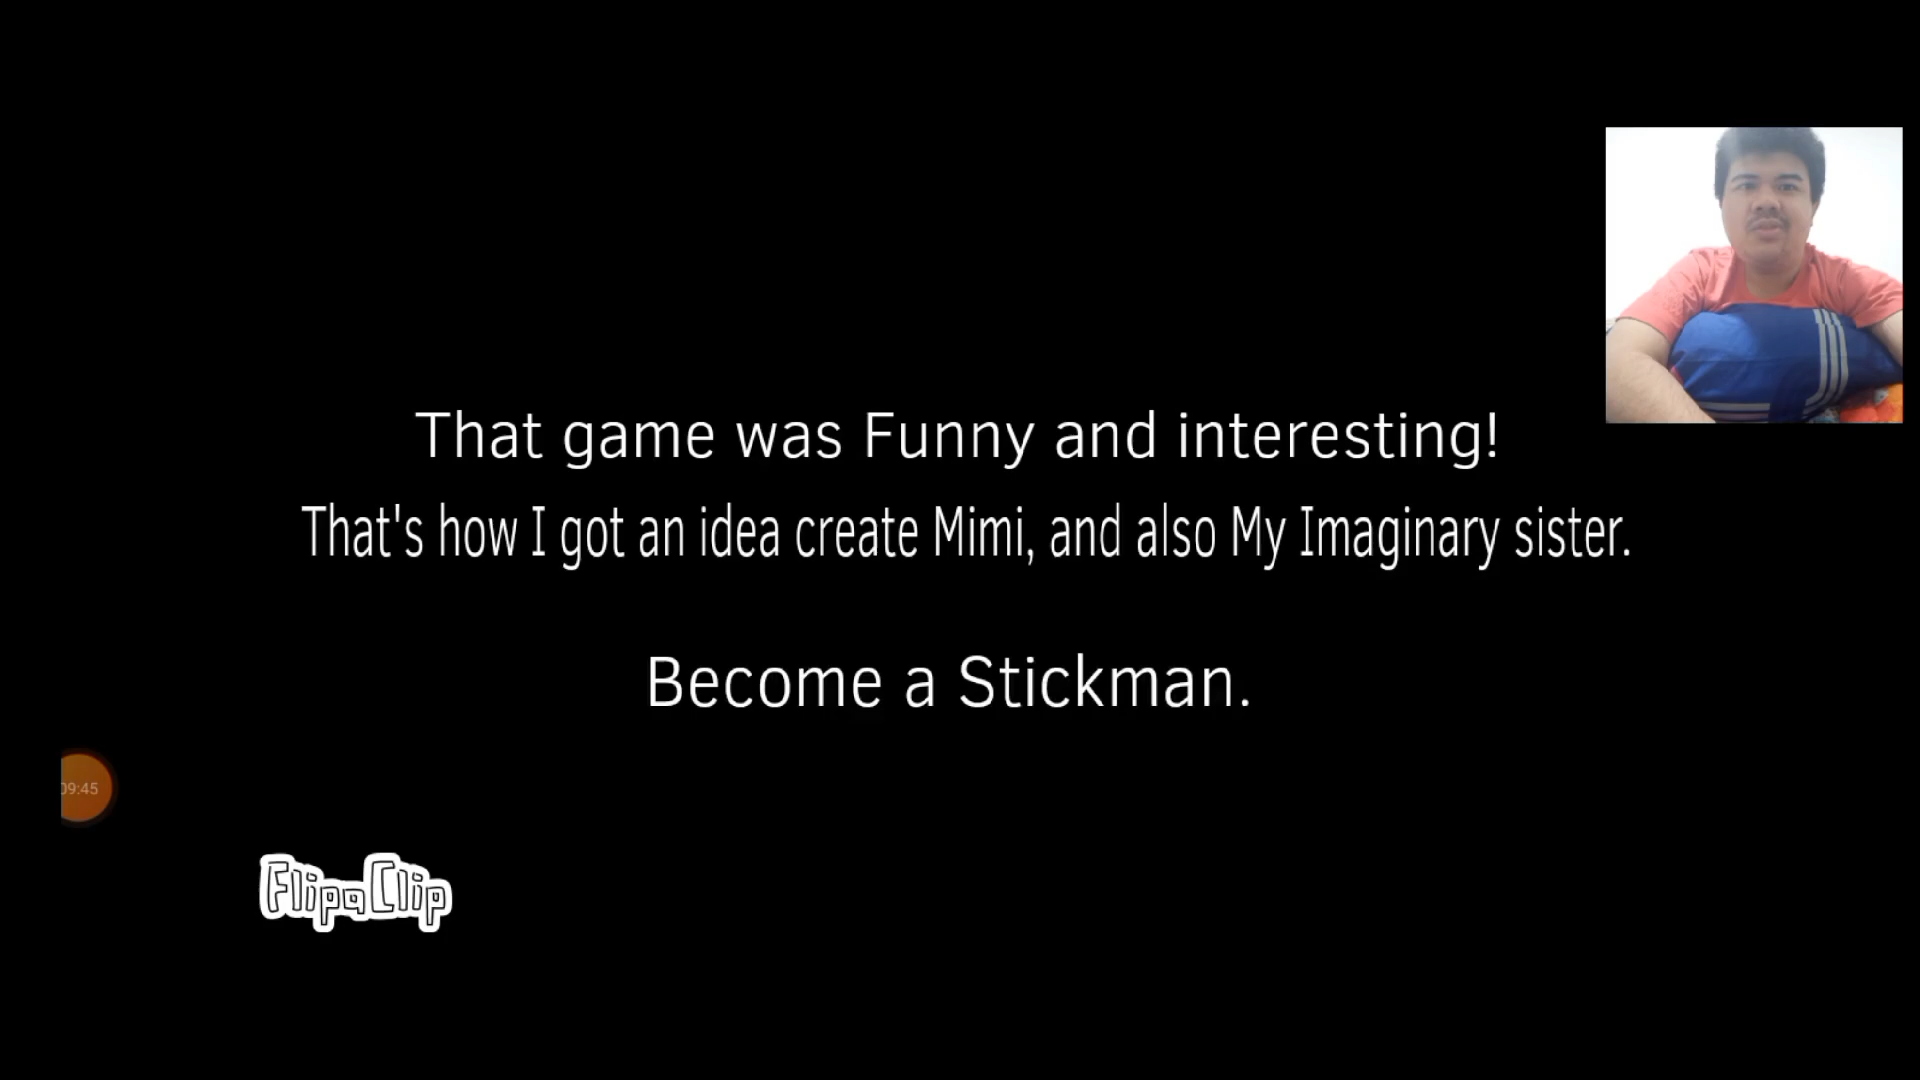 That game was Funny and interesting!
That's how I got an idea create Mimi, and also My Imaginary sister.
Become a Stickman.
09:45
FlipaClip